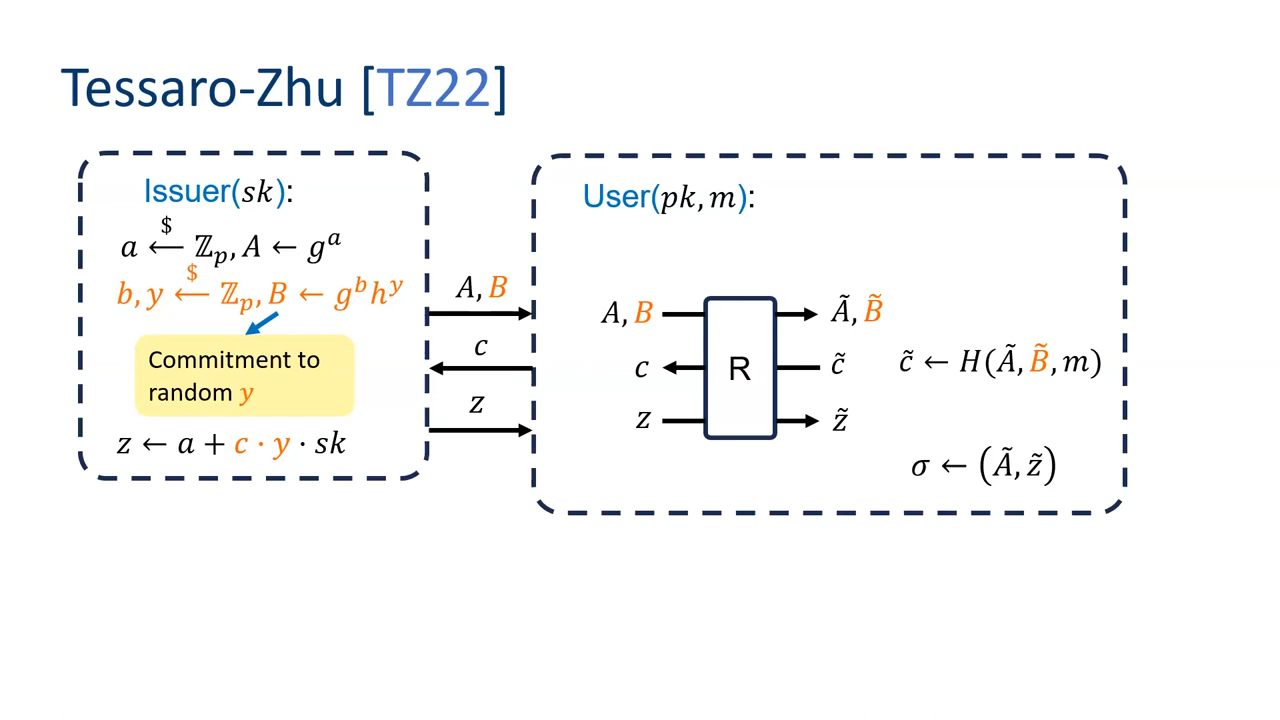 Tessaro-Zhu [TZ22]
Issuer(sk):
a ←$ ℤ_p, A ← g^a
b, y ←$ ℤ_p, B ← g^b h^y
Commitment to
random y
z ← a + c · y · sk
A, B
c
z
User(pk, m):
A, B
c
z
R
Ã, B̃
c̃
z̃
c̃ ← H(Ã, B̃, m)
σ ← (Ã, z̃)